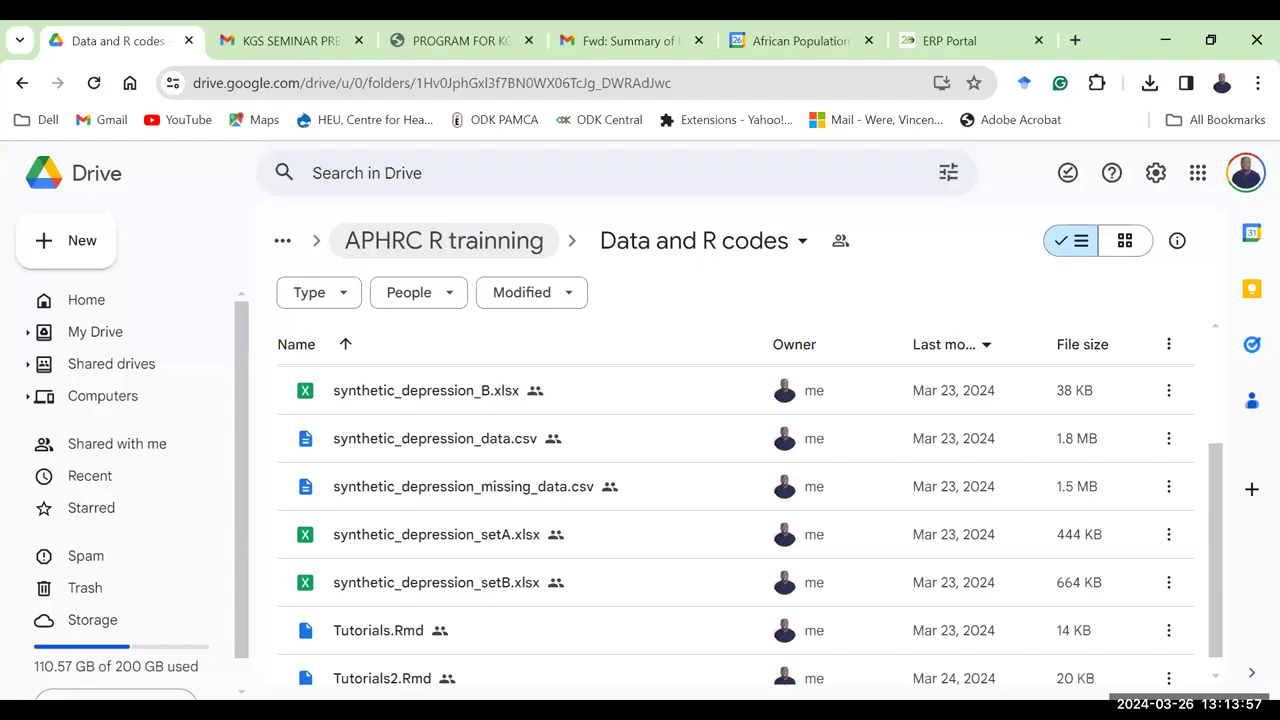 Data and R codes
KGS SEMINAR PRE
PROGRAM FOR KG
Fwd: Summary of
African Population
ERP Portal
drive.google.com/drive/u/0/folders/1Hv0JphGxl3f7BN0WX06TcJg_DWRAdJwc
Dell
Gmail
YouTube
Maps
HEU, Centre for Hea...
ODK PAMCA
ODK Central
Extensions - Yahoo!...
Mail - Were, Vincen...
Adobe Acrobat
All Bookmarks
Drive
Search in Drive
New
Home
My Drive
Shared drives
Computers
Shared with me
Recent
Starred
Spam
Trash
Storage
110.57 GB of 200 GB used
APHRC R trainning
Data and R codes
Type
People
Modified
Name Owner Last mo... File size
synthetic_depression_B.xlsx me Mar 23, 2024 38 KB
synthetic_depression_data.csv me Mar 23, 2024 1.8 MB
synthetic_depression_missing_data.csv me Mar 23, 2024 1.5 MB
synthetic_depression_setA.xlsx me Mar 23, 2024 444 KB
synthetic_depression_setB.xlsx me Mar 23, 2024 664 KB
Tutorials.Rmd me Mar 23, 2024 14 KB
Tutorials2.Rmd me Mar 24, 2024 20 KB
31
2024-03-26 13:13:57